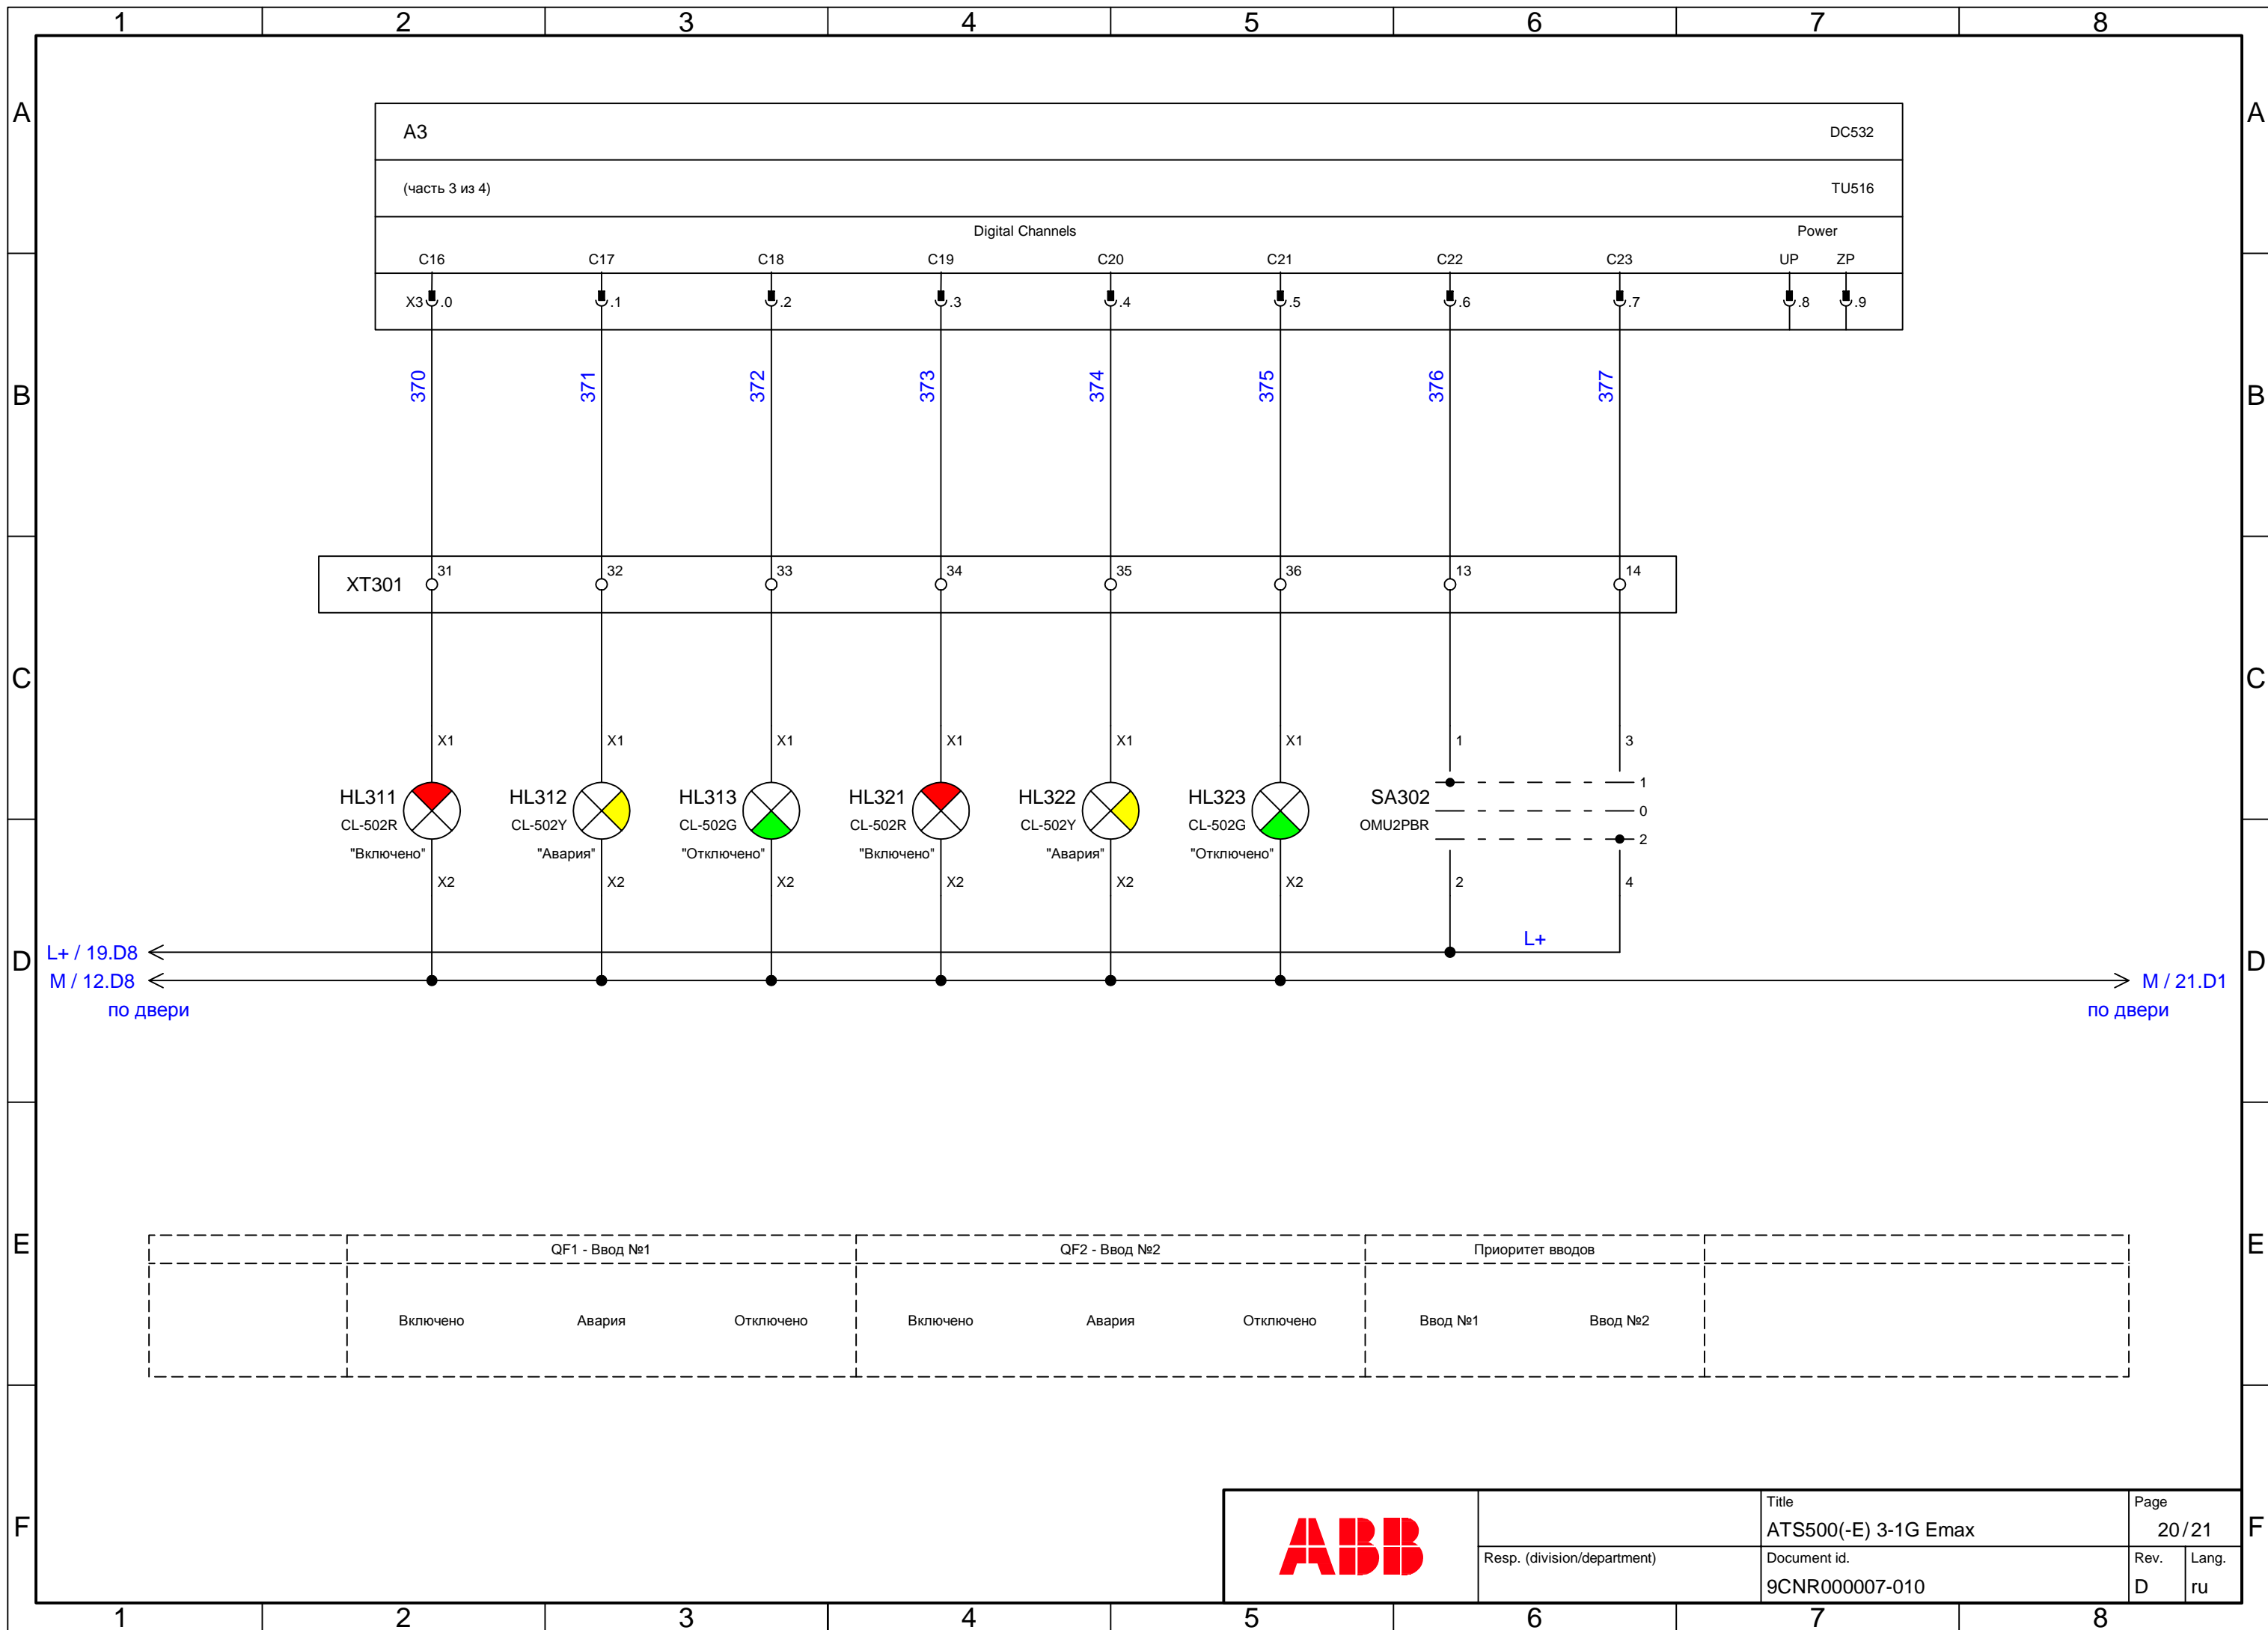 1 2 3 4 5 6 7 8
A A
A3 DC532
(часть 3 из 4) TU516
Digital Channels Power
C16 C17 C18 C19 C20 C21 C22 C23 UP ZP
X3 .0 .1 .2 .3 .4 .5 .6 .7 .8 .9
370 371 372 373 374 375 376 377
B B
XT301 31 32 33 34 35 36 13 14
C C
X1 X1 X1 X1 X1 X1 1 3
1
HL311 HL312 HL313 HL321 HL322 HL323 SA302
0
CL-502R CL-502Y CL-502G CL-502R CL-502Y CL-502G OMU2PBR
2
"Включено" "Авария" "Отключено" "Включено" "Авария" "Отключено"
X2 X2 X2 X2 X2 X2 2 4
L+
L+ / 19.D8
D D
M / 12.D8 M / 21.D1
по двери по двери
E E
QF1 - Ввод №1 QF2 - Ввод №2 Приоритет вводов
Включено Авария Отключено Включено Авария Отключено Ввод №1 Ввод №2
F F
ABB
Title
ATS500(-E) 3-1G Emax
Page
20/21
Resp. (division/department)
Document id.
9CNR000007-010
Rev.
D
Lang.
ru
1 2 3 4 5 6 7 8